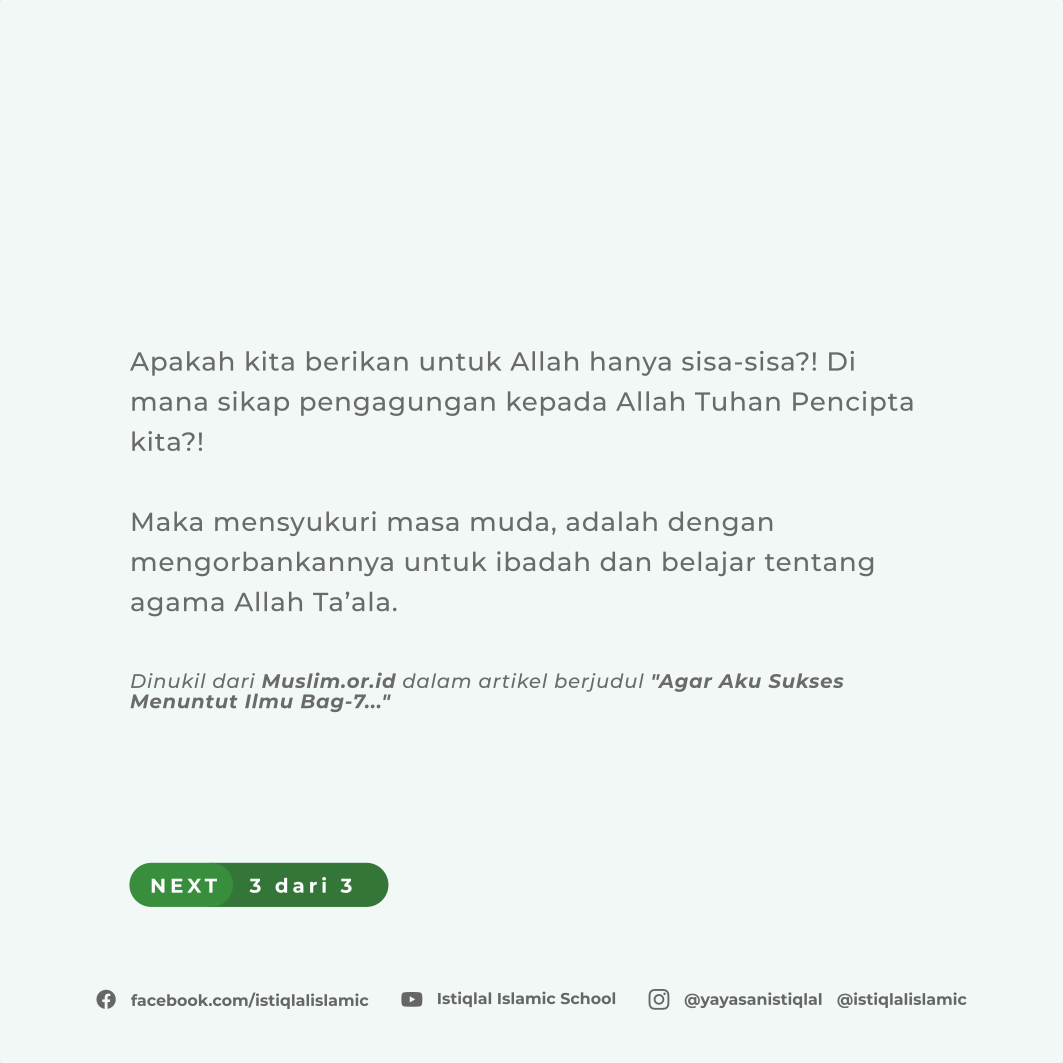 Apakah kita berikan untuk Allah hanya sisa-sisa?! Di
mana sikap pengagungan kepada Allah Tuhan Pencipta
kita?!
Maka mensyukuri masa muda, adalah dengan
mengorbankannya untuk ibadah dan belajar tentang
agama Allah Ta’ala.
Dinukil dari Muslim.or.id dalam artikel berjudul "Agar Aku Sukses
Menuntut Ilmu Bag-7..."
NEXT 3 dari 3
facebook.com/istiqlalislamic Istiqlal Islamic School @yayasanistiqlal @istiqlalislamic